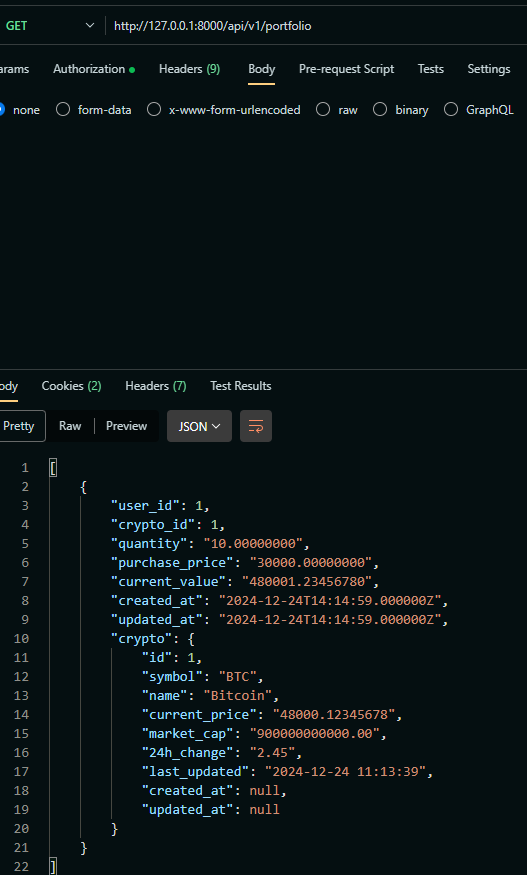 GET http://127.0.0.1:8000/api/v1/portfolio
arams Authorization Headers (9) Body Pre-request Script Tests Settings
none form-data x-www-form-urlencoded raw binary GraphQL
ody Cookies (2) Headers (7) Test Results
Pretty Raw Preview JSON
1 [
2 {
3 "user_id": 1,
4 "crypto_id": 1,
5 "quantity": "10.00000000",
6 "purchase_price": "30000.00000000",
7 "current_value": "480001.23456780",
8 "created_at": "2024-12-24T14:14:59.000000Z",
9 "updated_at": "2024-12-24T14:14:59.000000Z",
10 "crypto": {
11 "id": 1,
12 "symbol": "BTC",
13 "name": "Bitcoin",
14 "current_price": "48000.12345678",
15 "market_cap": "900000000000.00",
16 "24h_change": "2.45",
17 "last_updated": "2024-12-24 11:13:39",
18 "created_at": null,
19 "updated_at": null
20 }
21 }
22 ]